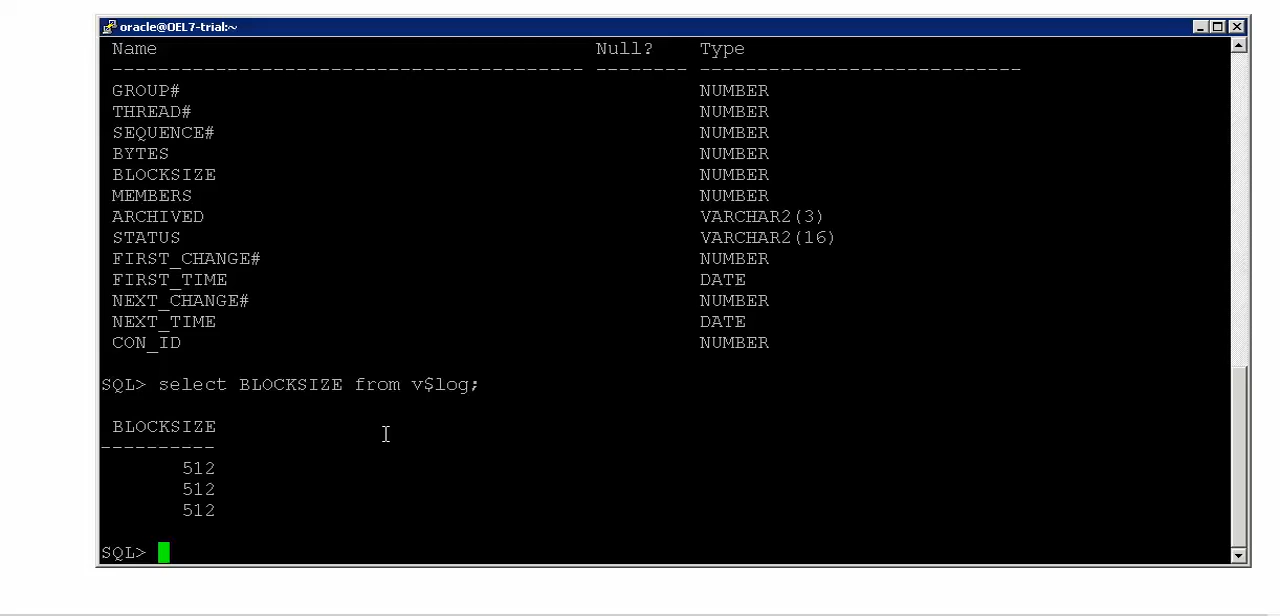 oracle@OEL7-trial:~
Name Null? Type
----------------------------------------- -------- ----------------------------
GROUP# NUMBER
THREAD# NUMBER
SEQUENCE# NUMBER
BYTES NUMBER
BLOCKSIZE NUMBER
MEMBERS NUMBER
ARCHIVED VARCHAR2(3)
STATUS VARCHAR2(16)
FIRST_CHANGE# NUMBER
FIRST_TIME DATE
NEXT_CHANGE# NUMBER
NEXT_TIME DATE
CON_ID NUMBER
SQL> select BLOCKSIZE from v$log;
BLOCKSIZE
----------
512
512
512
SQL>